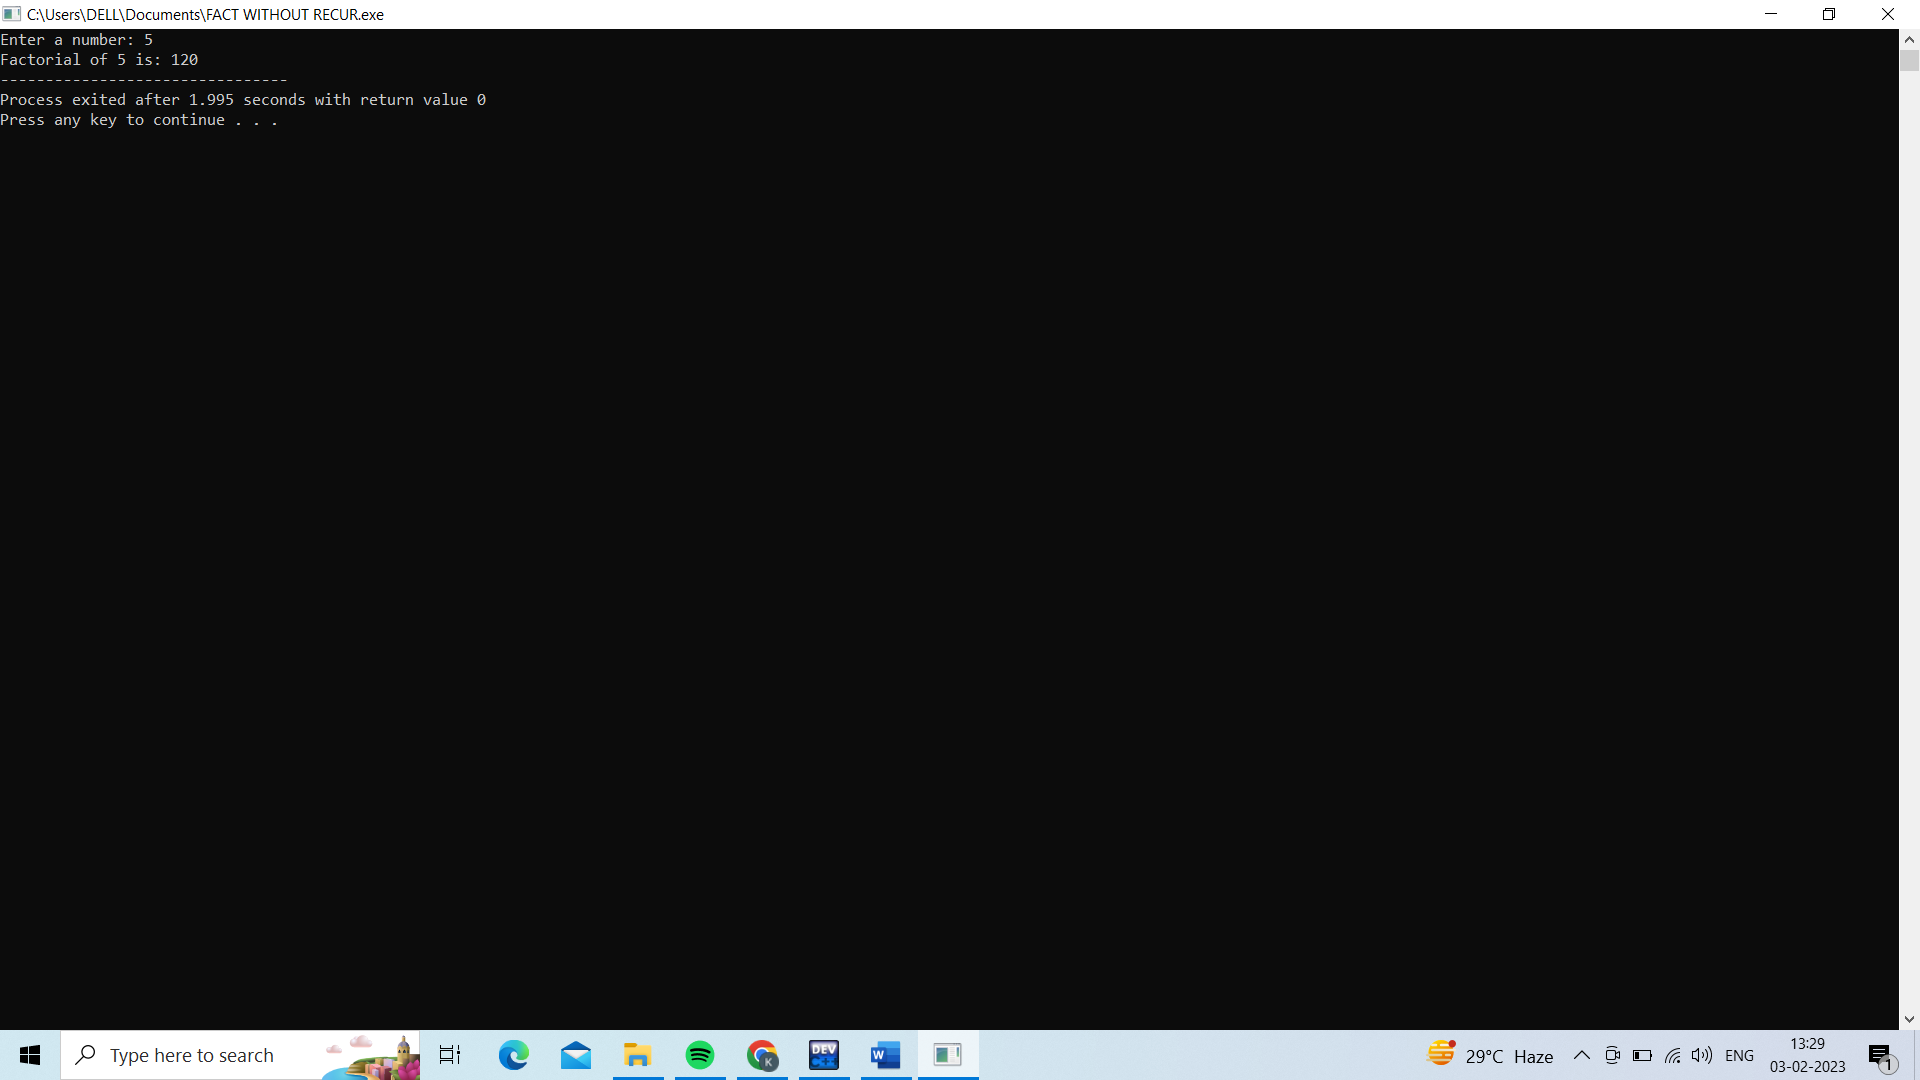 C:\Users\DELL\Documents\FACT WITHOUT RECUR.exe
Enter a number: 5
Factorial of 5 is: 120
--------------------------------
Process exited after 1.995 seconds with return value 0
Press any key to continue . . .
Type here to search
K
DEV
C++
W
29°C Haze
ENG
13:29
03-02-2023
1